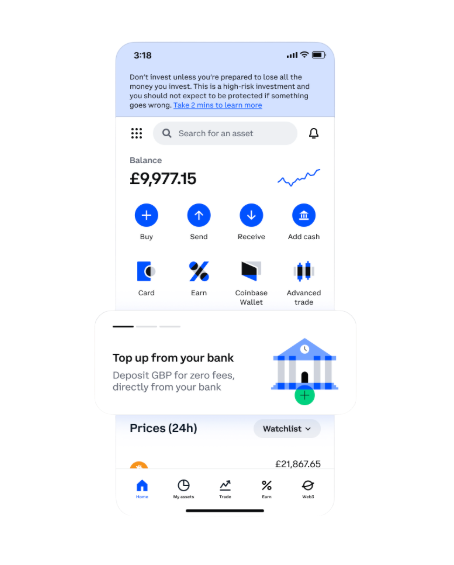 3:18
Don't invest unless you're prepared to lose all the
money you invest. This is a high-risk investment and
you should not expect to be protected if something
goes wrong. Take 2 mins to learn more
Search for an asset
Balance
£9,977.15
Buy
Send
Receive
Add cash
Card
Earn
Coinbase
Wallet
Advanced
trade
Top up from your bank
Deposit GBP for zero fees,
directly from your bank
Prices (24h)
Watchlist
£21,867.65
Home
My assets
Trade
Earn
Web3